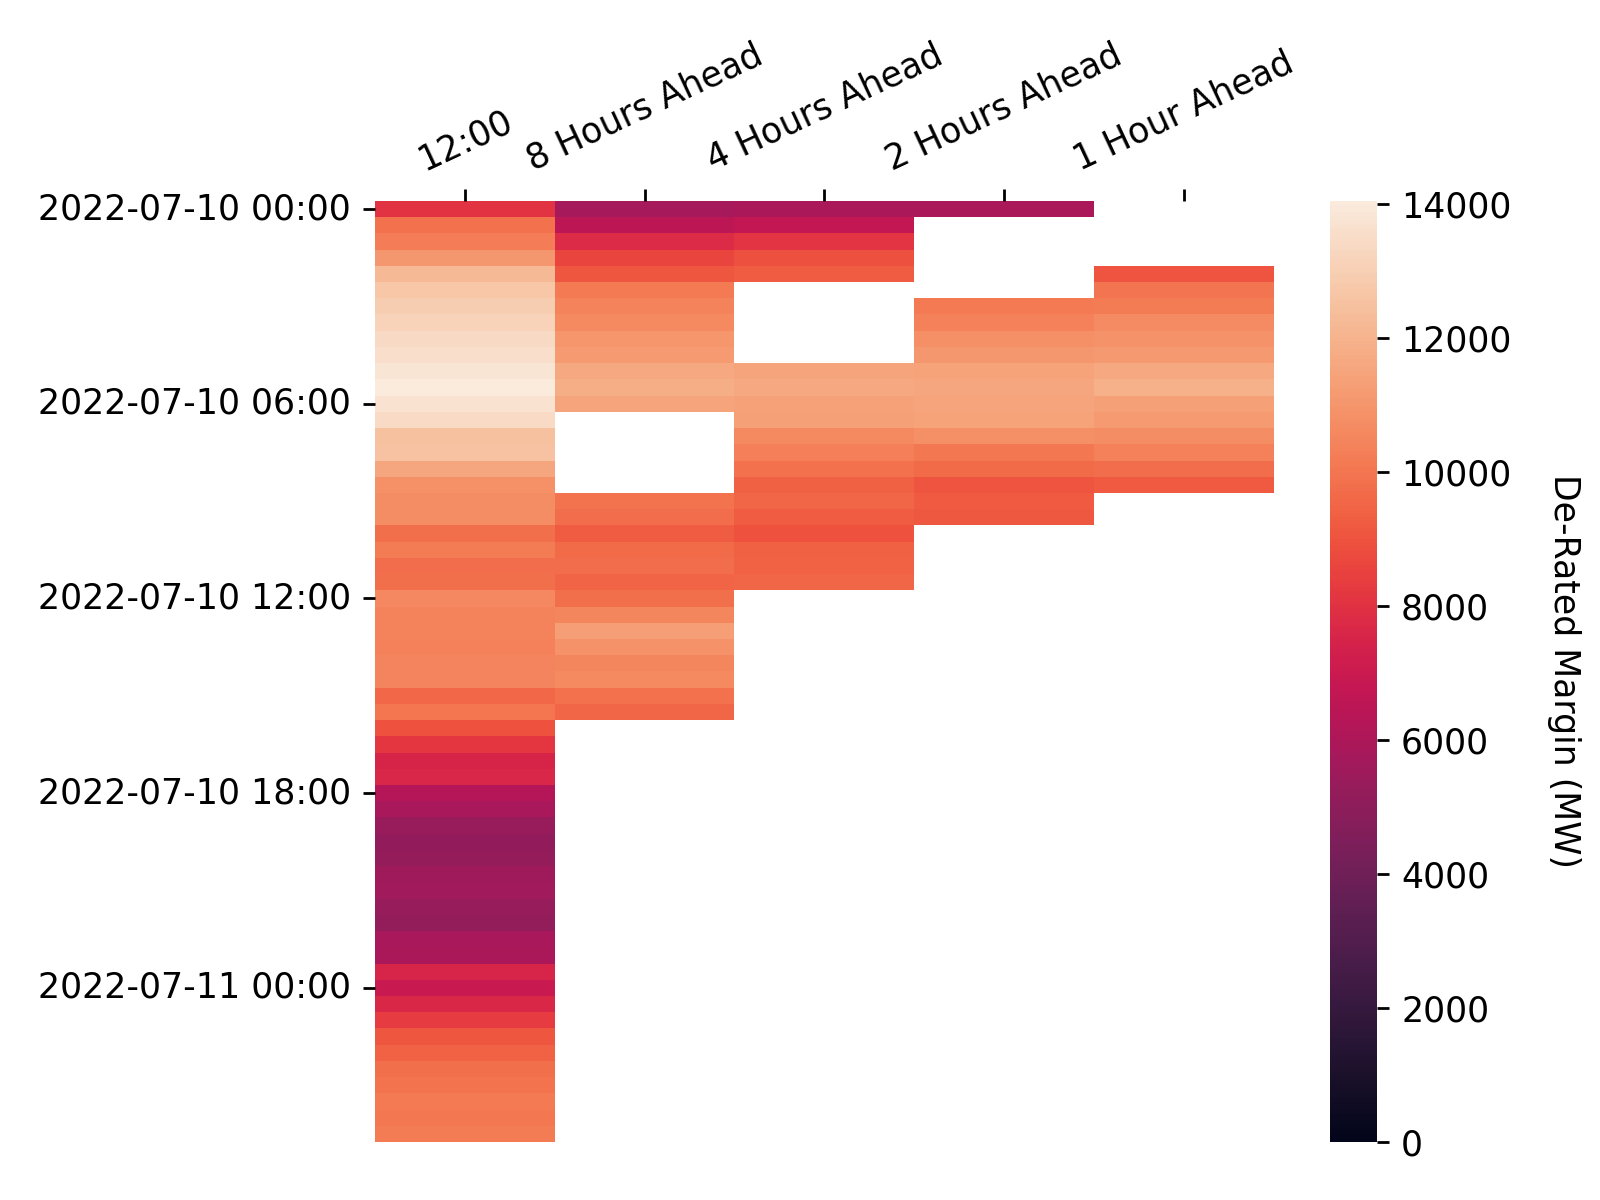 12:00
8 Hours Ahead
4 Hours Ahead
2 Hours Ahead
1 Hour Ahead
2022-07-10 00:00
2022-07-10 06:00
2022-07-10 12:00
2022-07-10 18:00
2022-07-11 00:00
14000
12000
10000
8000
6000
4000
2000
0
De-Rated Margin (MW)